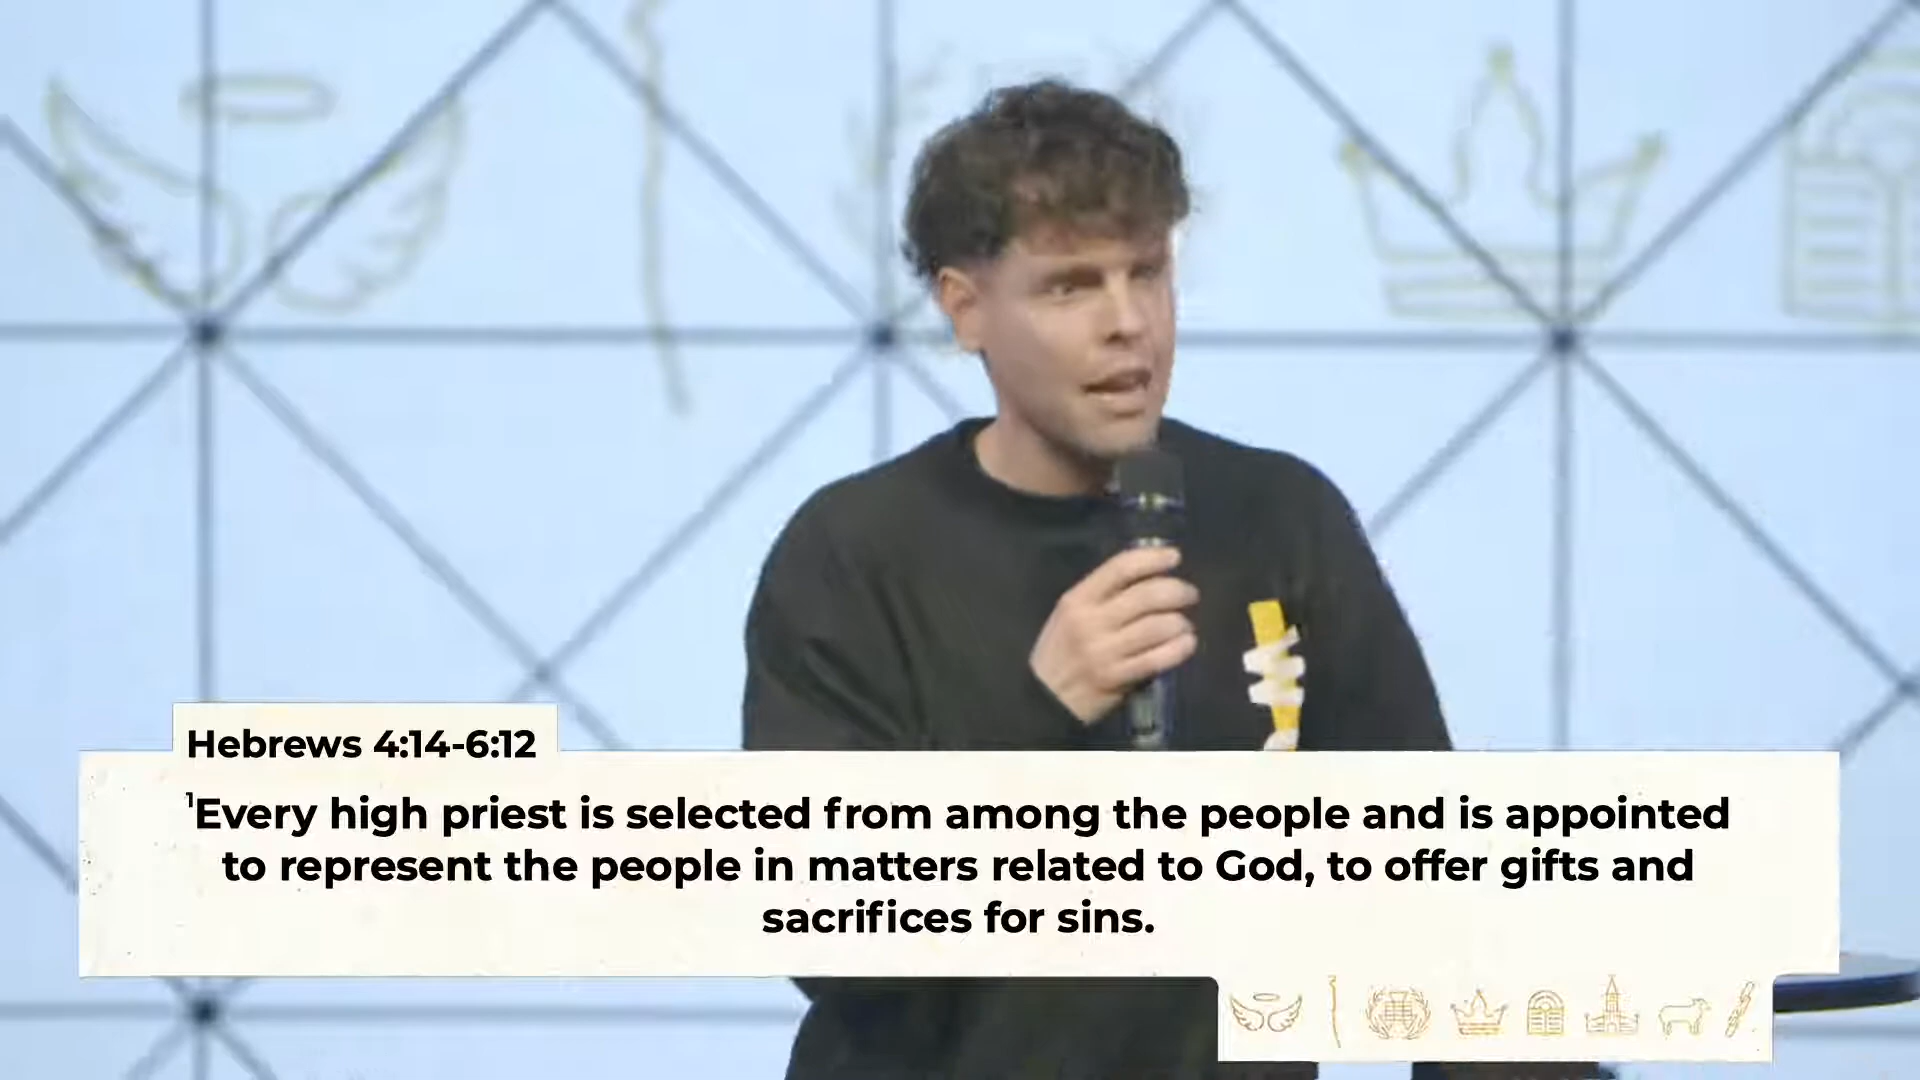 Hebrews 4:14-6:12
¹Every high priest is selected from among the people and is appointed
to represent the people in matters related to God, to offer gifts and
sacrifices for sins.